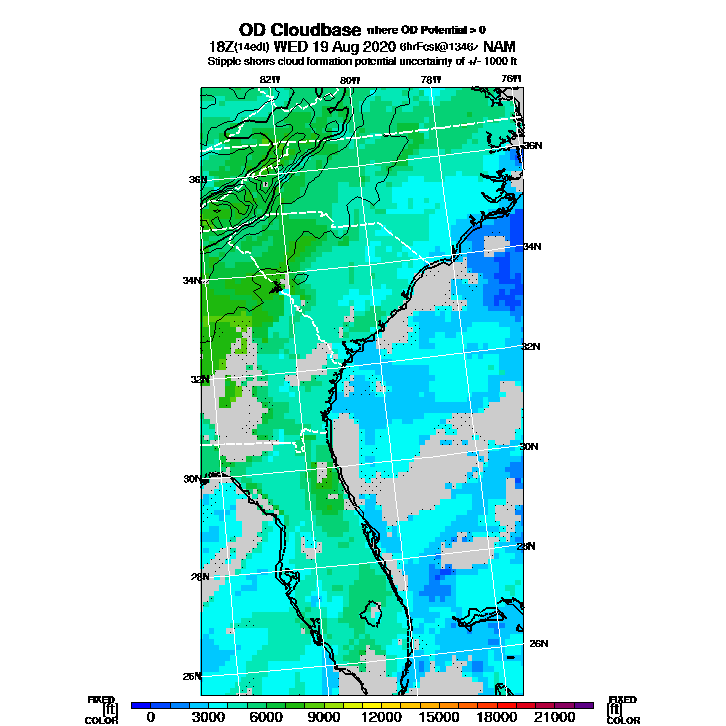 OD Cloudbase where OD Potential > 0
18Z(14edt) WED 19 Aug 2020 6hrFcst@1346z NAM
Stipple shows cloud formation potential uncertainty of +/- 1000 ft
82W 80W 78W 76W
36N
36N
34N
34N
32N
32N
30N
30N
28N
28N
26N
26N
FIXED FIXED
[ft] [ft]
COLOR COLOR
0 3000 6000 9000 12000 15000 18000 21000